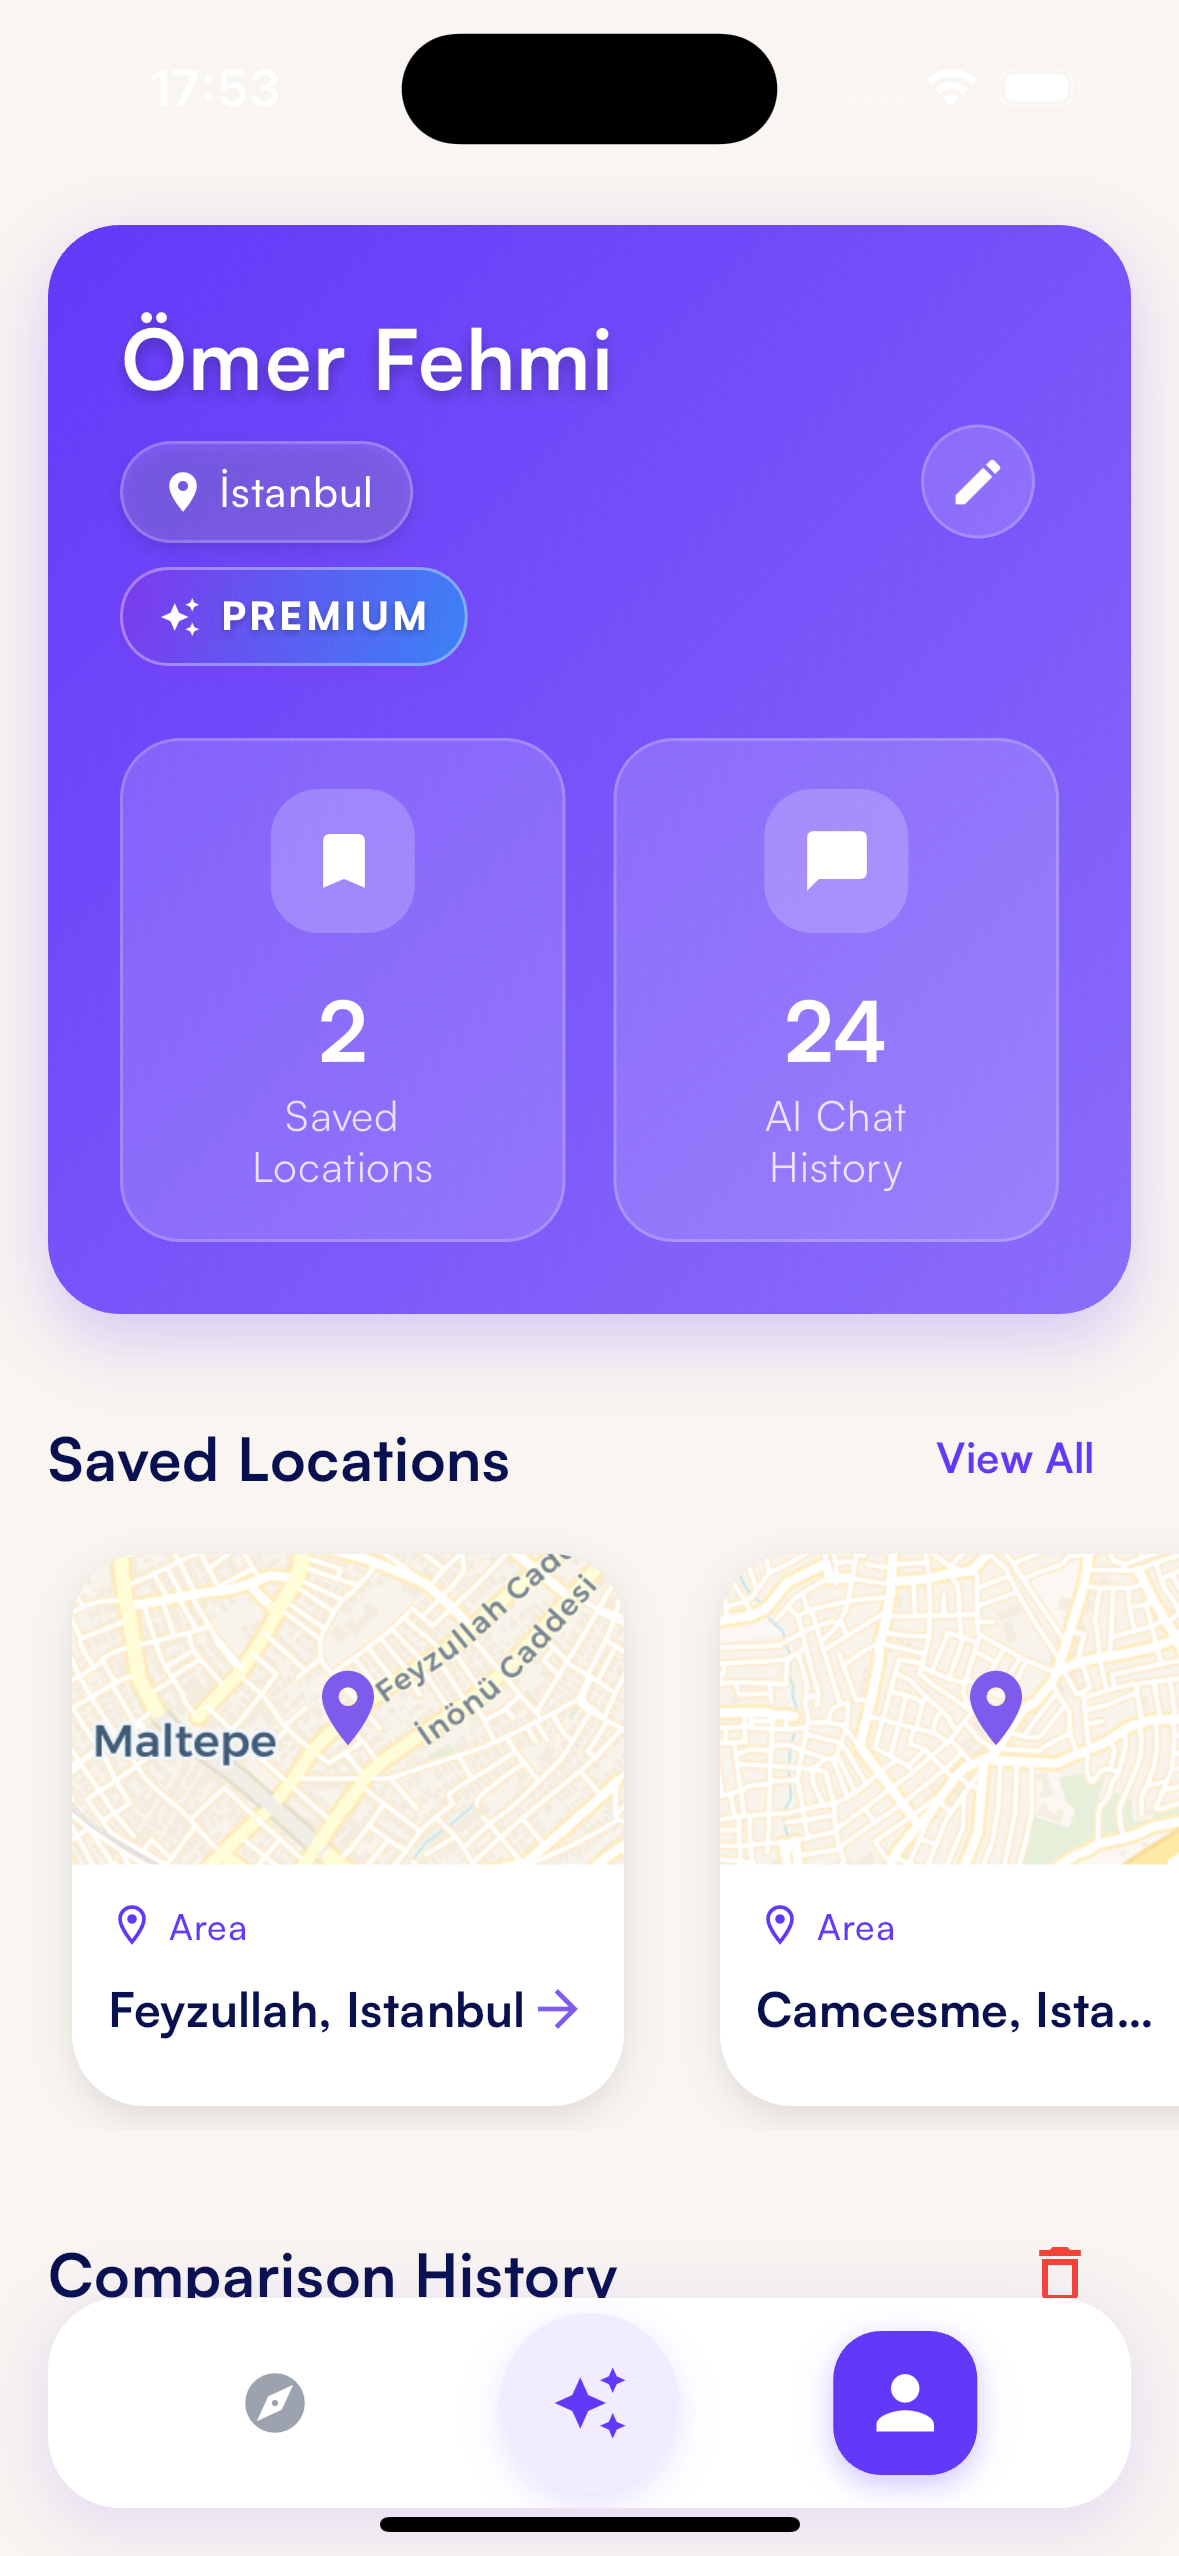 17:53
Ömer Fehmi
İstanbul
PREMIUM
2
Saved
Locations
24
AI Chat
History
Saved Locations
View All
Maltepe
Feyzullah Cadd
İnönü Caddesi
Area
Feyzullah, Istanbul
Area
Camcesme, Ista...
Comparison History